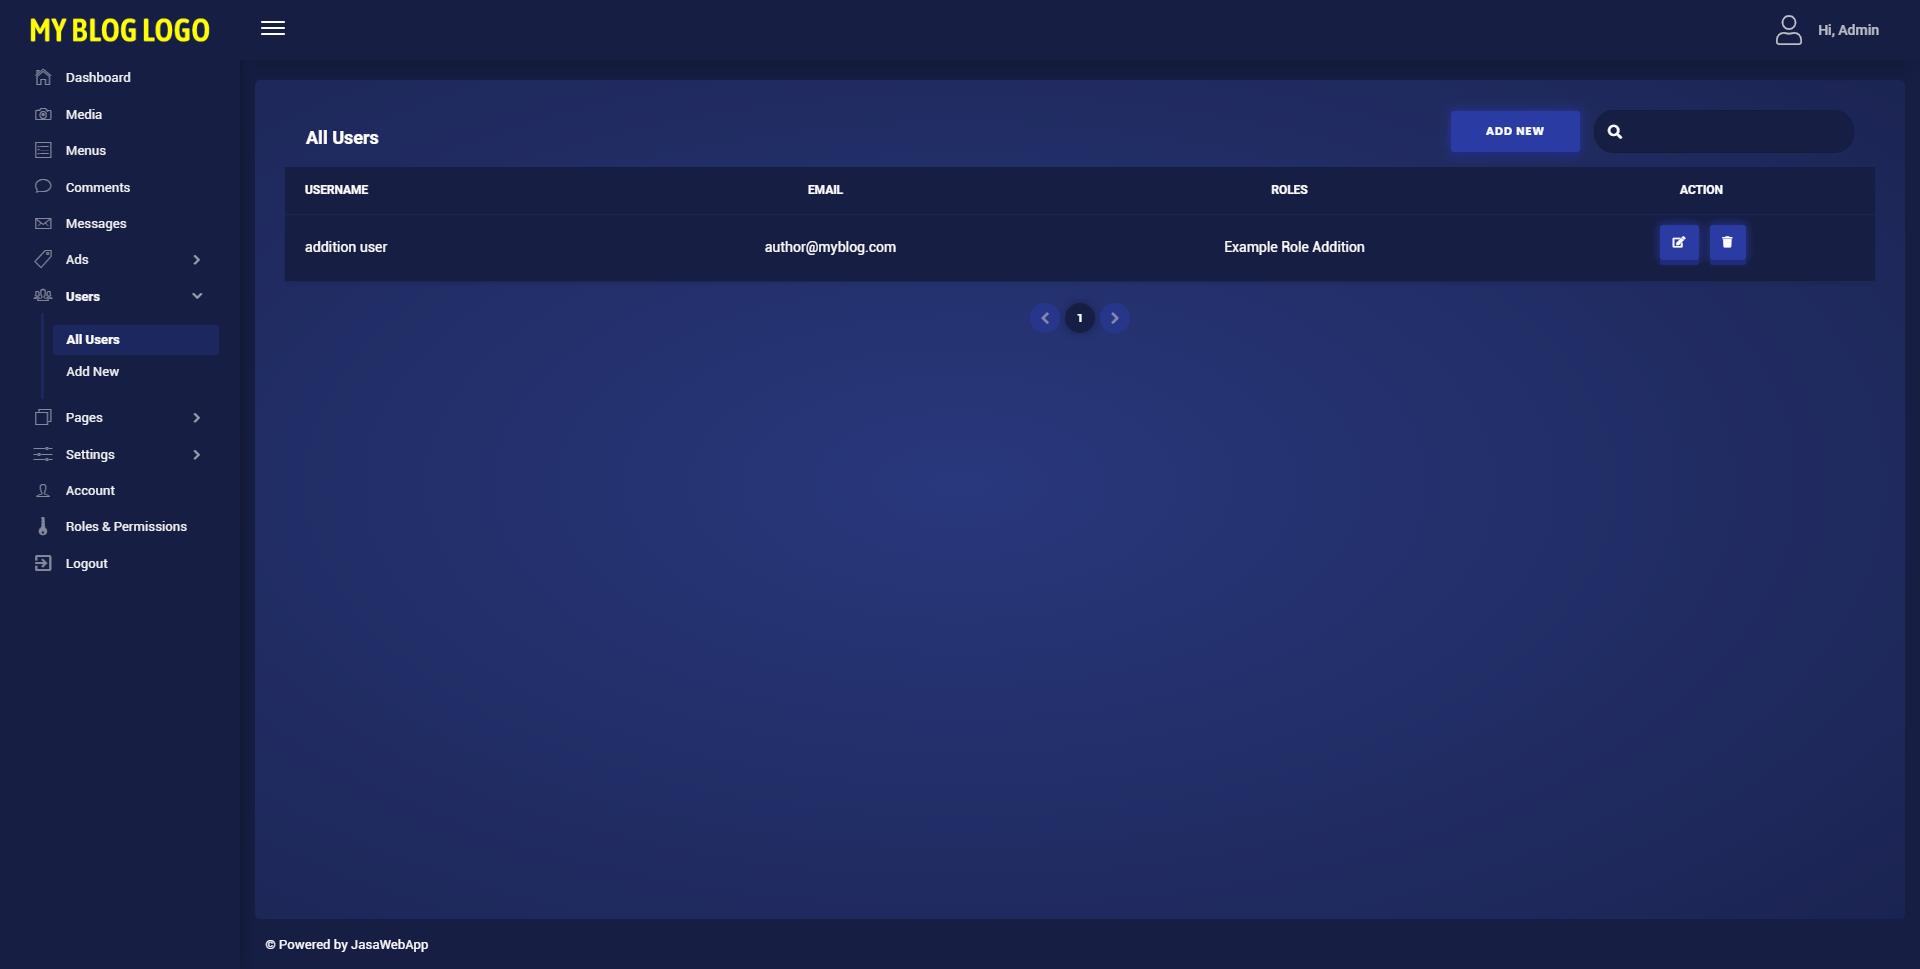 MY BLOG LOGO
Hi, Admin
Dashboard
Media
Menus
Comments
Messages
Ads
Users
All Users
Add New
Pages
Settings
Account
Roles & Permissions
Logout
All Users
ADD NEW
USERNAME EMAIL ROLES ACTION
addition user author@myblog.com Example Role Addition
1
© Powered by JasaWebApp